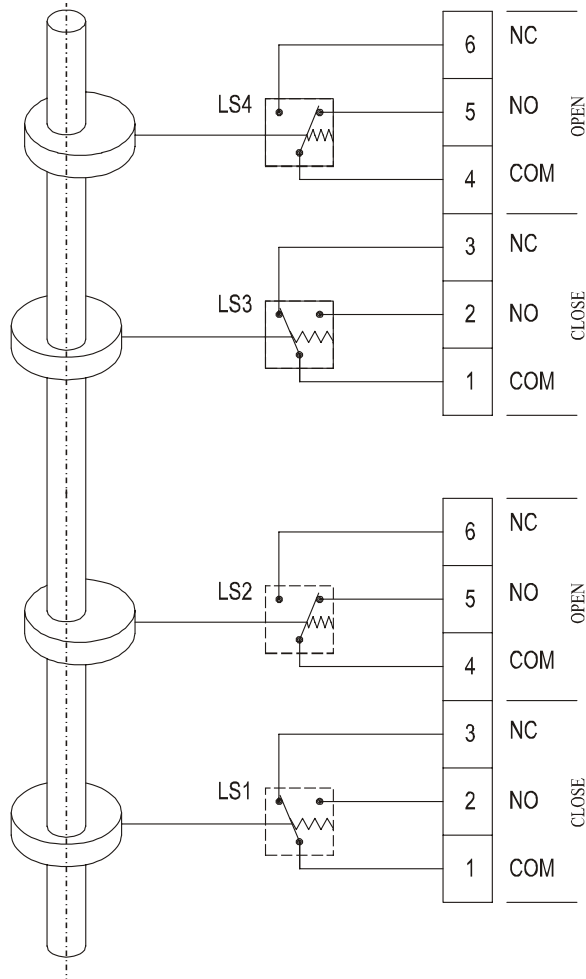 6 NC
LS4
5 NO
OPEN
4 COM
3 NC
LS3
2 NO
CLOSE
1 COM
6 NC
LS2
5 NO
OPEN
4 COM
3 NC
LS1
2 NO
CLOSE
1 COM